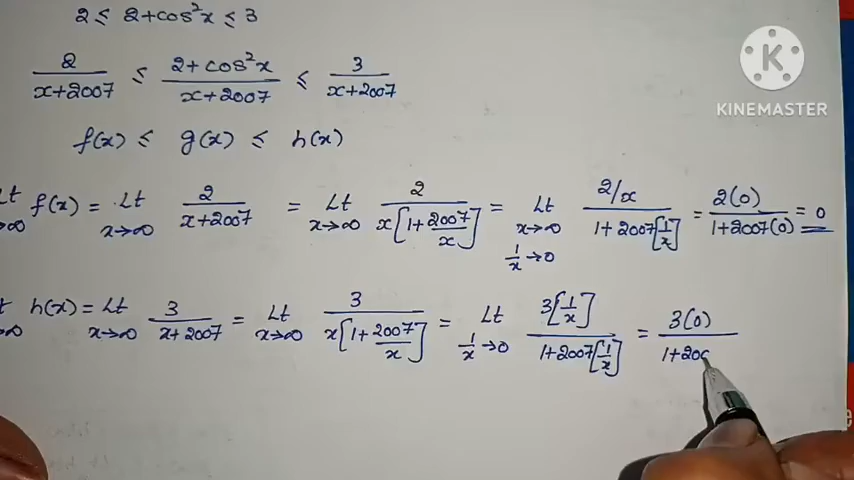 2 ≤ 2+cos²x ≤ 3
K
KINEMASTER
2/(x+2007) ≤ (2+cos²x)/(x+2007) ≤ 3/(x+2007)
f(x) ≤ g(x) ≤ h(x)
Lt x→∞ f(x) = Lt x→∞ 2/(x+2007) = Lt x→∞ 2/(x[1+2007/x]) = Lt x→∞ 1/x→0 (2/x)/(1+2007[1/x]) = 2(0)/(1+2007(0)) = 0
Lt x→∞ h(x) = Lt x→∞ 3/(x+2007) = Lt x→∞ 3/(x[1+2007/x]) = Lt 1/x→0 3[1/x]/(1+2007[1/x]) = 3(0)/(1+200